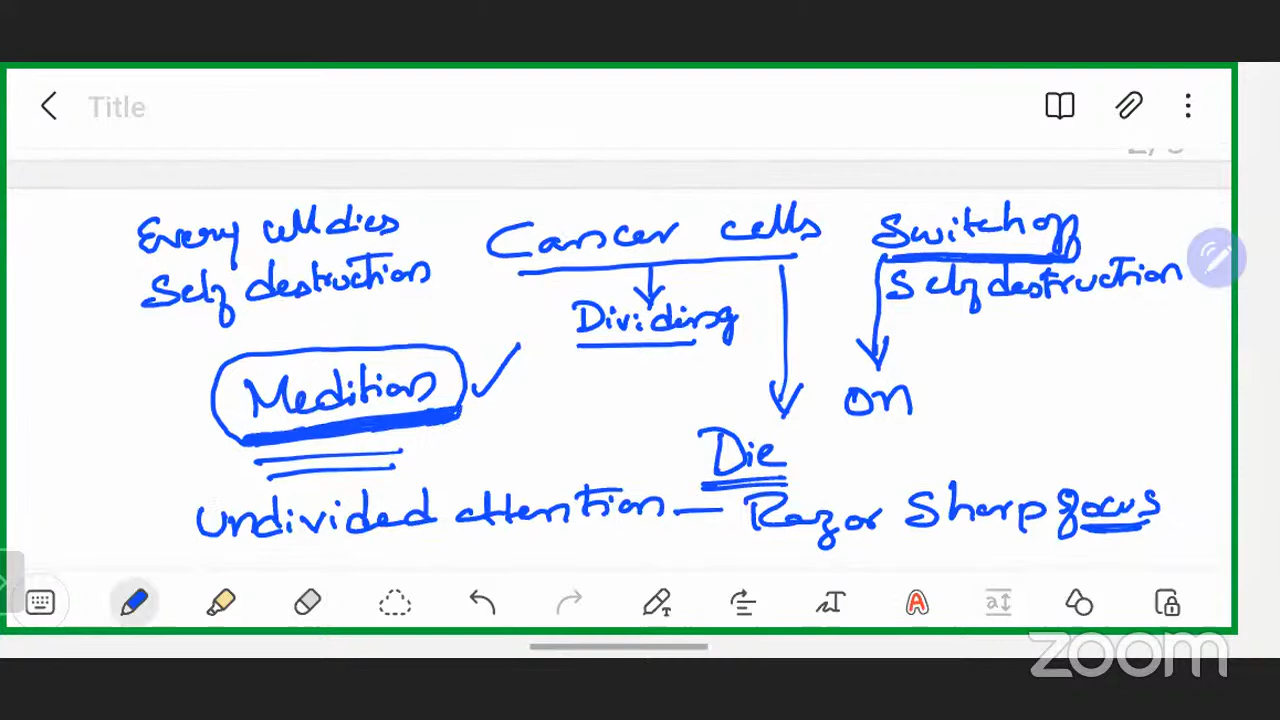 Title
Every cell dies
Self destruction
Cancer cells
Switch off
Self destruction
Dividing
Medition
on
Die
undivided attention — Razor Sharp focus
zoom